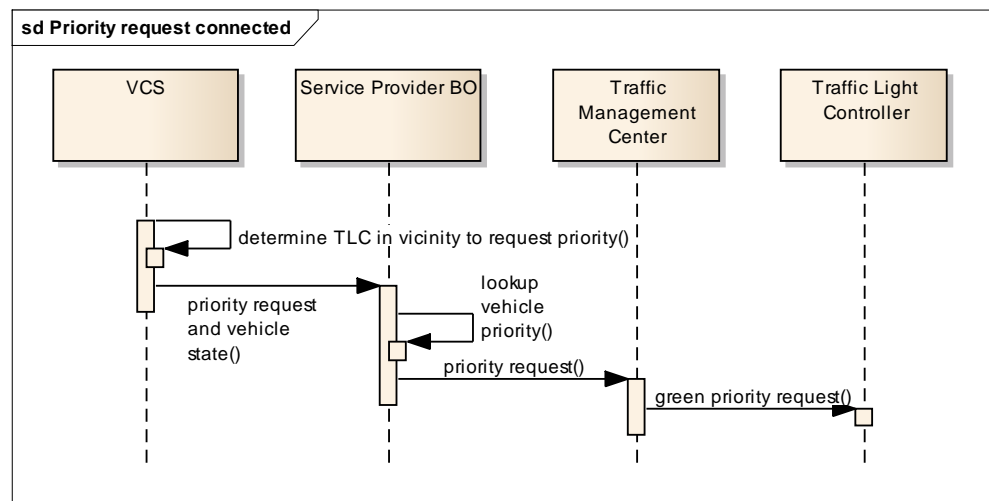 sd Priority request connected
VCS
Service Provider BO
Traffic
Management
Center
Traffic Light
Controller
determine TLC in vicinity to request priority()
priority request
and vehicle
state()
lookup
vehicle
priority()
priority request()
green priority request()